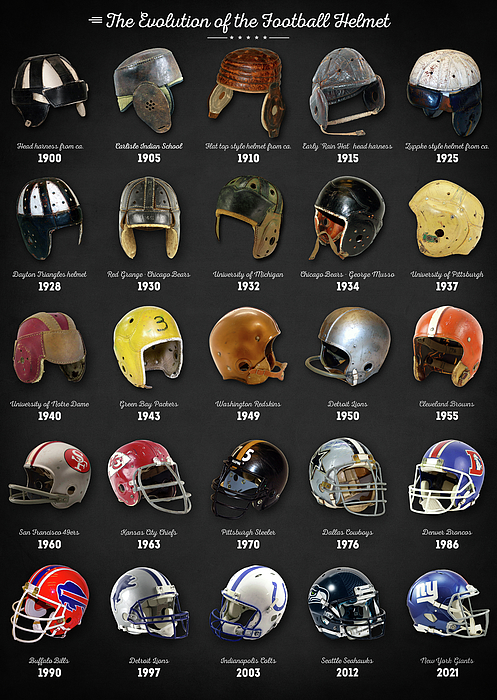 The Evolution of the Football Helmet
Head harness from ca.
1900
Carlisle Indian School
1905
Flat top style helmet from ca.
1910
Early "Rain Hat" head harness
1915
Zuppke style helmet from ca.
1925
Dayton Triangles helmet
1928
Red Grange - Chicago Bears
1930
University of Michigan
1932
Chicago Bears - George Musso
1934
University of Pittsburgh
1937
University of Notre Dame
1940
3
Green Bay Packers
1943
Washington Redskins
1949
Detroit Lions
1950
Cleveland Browns
1955
SF
San Francisco 49ers
1960
KC
Kansas City Chiefs
1963
Pittsburgh Steeler
1970
Dallas Cowboys
1976
D
Denver Broncos
1986
Buffalo Bills
1990
Detroit Lions
1997
Indianapolis Colts
2003
Seattle Seahawks
2012
ny
New York Giants
2021